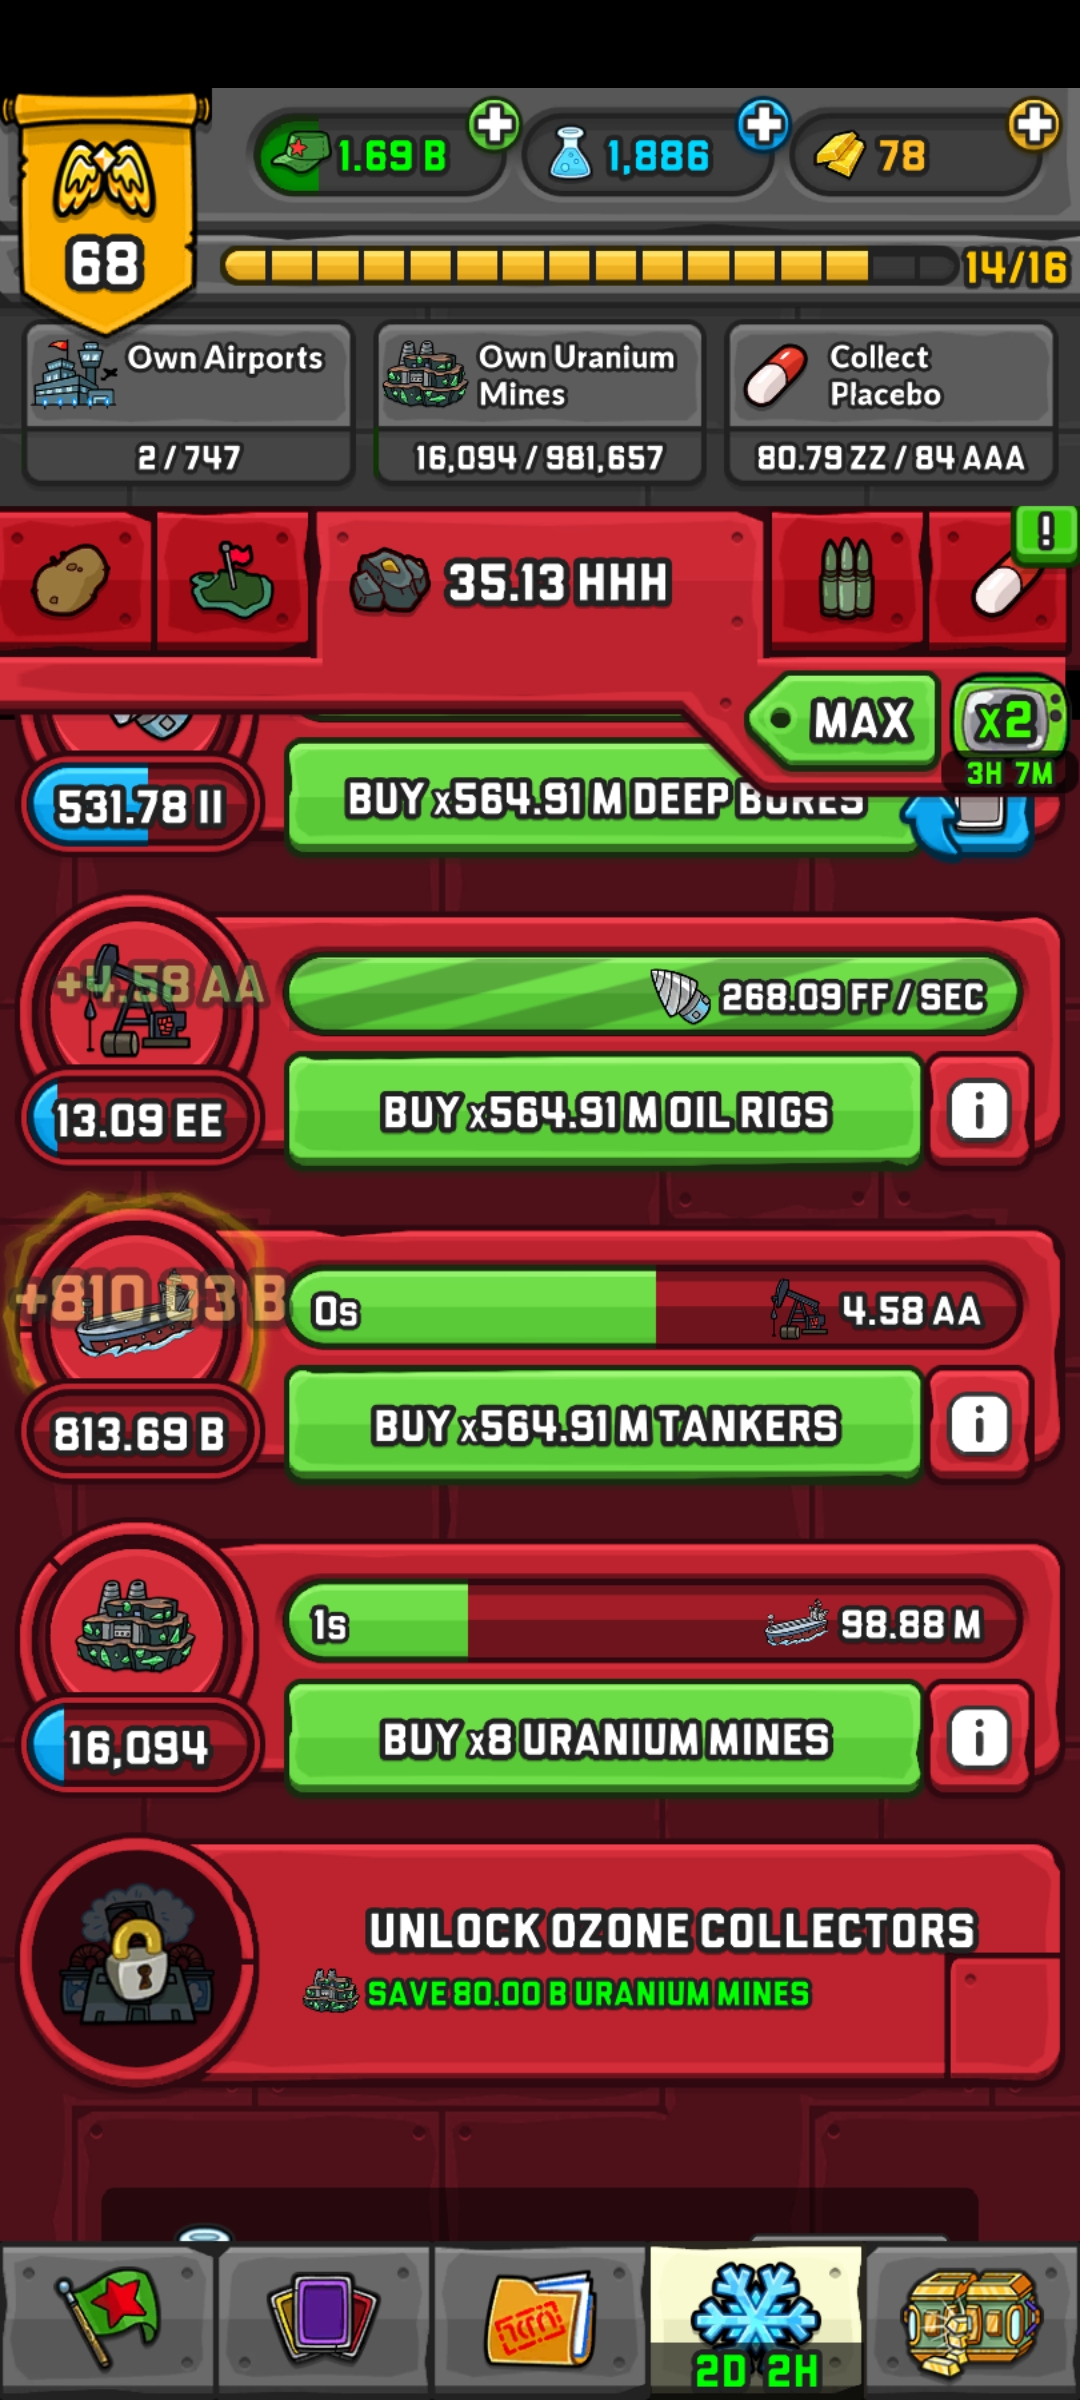 1.69 B
1,886
78
68
14/16
Own Airports
2 / 747
Own Uranium
Mines
16,094 / 981,657
Collect
Placebo
80.79 ZZ / 84 AAA
!
35.13 HHH
MAX
x2
3H 7M
531.78 II
BUY x564.91 M DEEP BORES
+4.58 AA
268.09 FF / SEC
13.09 EE
BUY x564.91 M OIL RIGS
i
+810.03 B
0s
4.58 AA
813.69 B
BUY x564.91 M TANKERS
i
1s
98.88 M
16,094
BUY x8 URANIUM MINES
i
UNLOCK OZONE COLLECTORS
SAVE 80.00 B URANIUM MINES
2D 2H